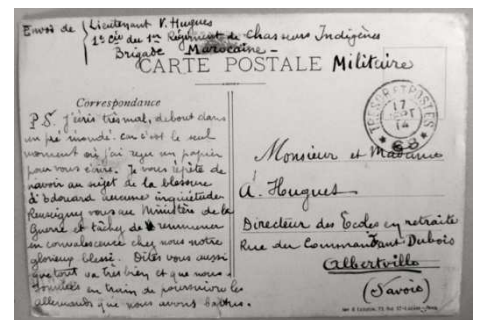 Envoi de Lieutenant V. Hugues
1e Cie du 1er Régiment de Chasseurs Indigènes
Brigade Marocaine -
CARTE POSTALE Militaire
Correspondance
P.S. J'écris très mal, debout dans
un pré inondé. car c'est le seul
moment où j'ai reçu un papier
pour vous écrire. Je vous répète de
n'avoir au sujet de la blessure
d'Edouard aucune inquiétude.
Renseignez vous au Ministère de la
Guerre et tâchez de remmener
en convalescence chez nous notre
glorieux blessé. Dites vous aussi
que tout va très bien et que nous
sommes en train de poursuivre les
allemands que nous avons battus.
TRESOR ET POSTES
17
SEPT
14
Monsieur et Madame
A. Hugues
Directeur des Ecoles en retraite
Rue du Commandant Dubois
Albertville
(Savoie)